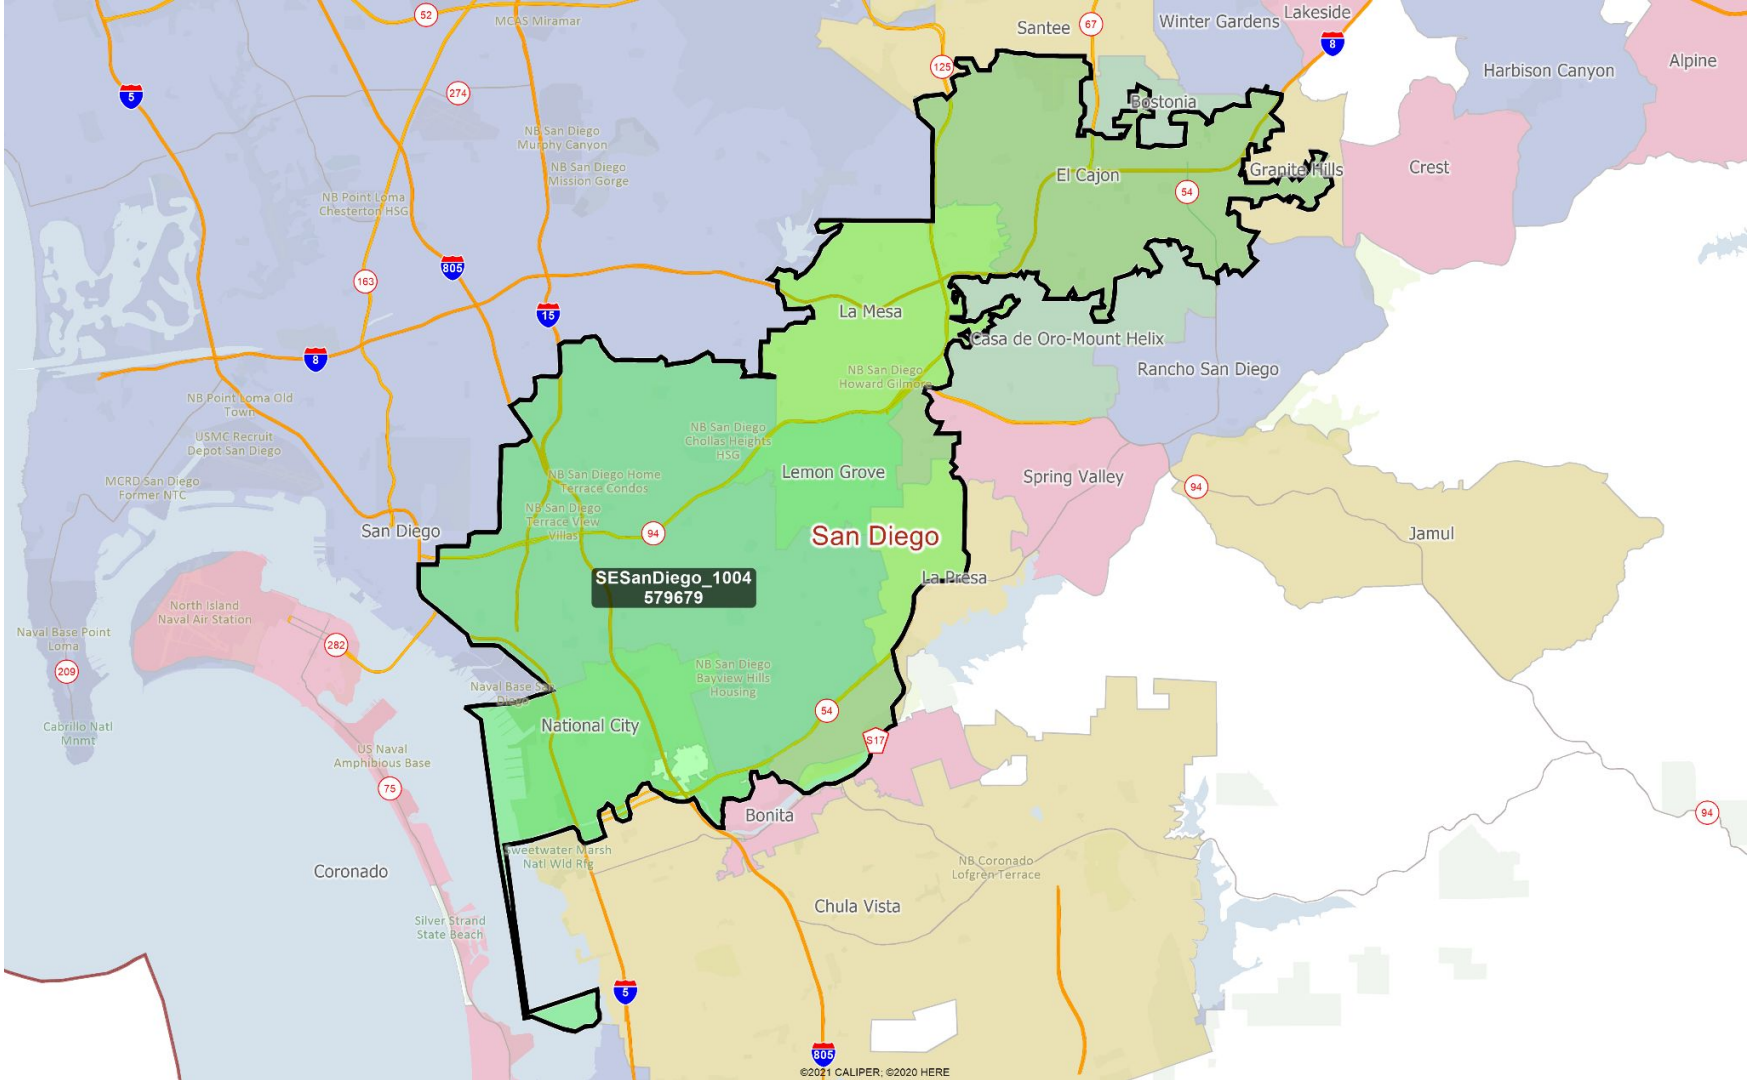 52
MCAS Miramar
Santee
67
Winter Gardens
Lakeside
8
Alpine
Harbison Canyon
125
5
274
Bostonia
NB San Diego
Murphy Canyon
NB San Diego
Mission Gorge
El Cajon
Granite Hills
Crest
54
NB Point Loma
Chesterton HSG
805
163
15
La Mesa
Casa de Oro-Mount Helix
8
Rancho San Diego
NB San Diego
Howard Gilmore
NB Point Loma Old
Town
USMC Recruit
Depot San Diego
NB San Diego
Chollas Heights
HSG
Lemon Grove
Spring Valley
MCRD San Diego
Former NTC
NB San Diego Home
Terrace Condos
94
NB San Diego
Terrace View
Villas
San Diego
94
San Diego
Jamul
SESanDiego_1004
579679
La Presa
North Island
Naval Air Station
Naval Base Point
Loma
282
209
NB San Diego
Bayview Hills
Housing
Naval Base San
Diego
54
National City
S17
Cabrillo Natl
Mnmt
US Naval
Amphibious Base
75
Bonita
94
Sweetwater Marsh
Natl Wld Rfg
Coronado
NB Coronado
Lofgren Terrace
Chula Vista
Silver Strand
State Beach
5
805
©2021 CALIPER; ©2020 HERE